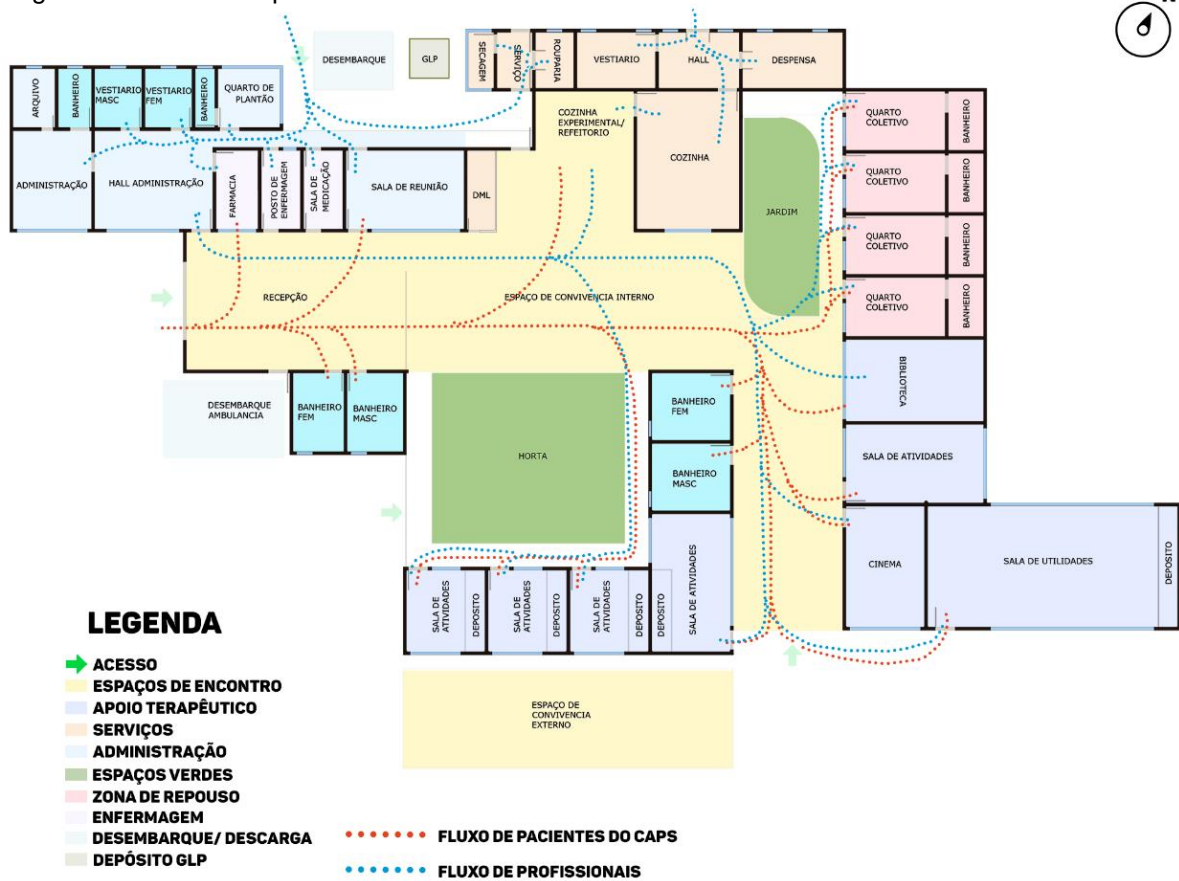 DESEMBARQUE
GLP
SECAGEM
SERVIÇO
ROUPARIA
VESTIARIO
HALL
DESPENSA
ARQUIVO
BANHEIRO
VESTIARIO
MASC
VESTIARIO
FEM
BANHEIRO
QUARTO DE
PLANTÃO
COZINHA
EXPERIMENTAL/
REFEITORIO
COZINHA
QUARTO
COLETIVO
BANHEIRO
ADMINISTRAÇÃO
HALL ADMINISTRAÇÃO
FARMACIA
POSTO DE
ENFERMAGEM
SALA DE
MEDICAÇÃO
SALA DE REUNIÃO
DML
JARDIM
QUARTO
COLETIVO
BANHEIRO
QUARTO
COLETIVO
BANHEIRO
QUARTO
COLETIVO
BANHEIRO
RECEPÇÃO
ESPAÇO DE CONVIVENCIA INTERNO
BIBLIOTECA
DESEMBARQUE
AMBULANCIA
BANHEIRO
FEM
BANHEIRO
MASC
HORTA
BANHEIRO
FEM
BANHEIRO
MASC
SALA DE ATIVIDADES
CINEMA
SALA DE UTILIDADES
DEPOSITO
SALA DE
ATIVIDADES
DEPOSITO
SALA DE
ATIVIDADES
DEPOSITO
SALA DE
ATIVIDADES
DEPOSITO
DEPOSITO
SALA DE ATIVIDADES
ESPAÇO DE
CONVIVENCIA
EXTERNO
LEGENDA
ACESSO
ESPAÇOS DE ENCONTRO
APOIO TERAPÊUTICO
SERVIÇOS
ADMINISTRAÇÃO
ESPAÇOS VERDES
ZONA DE REPOUSO
ENFERMAGEM
DESEMBARQUE/ DESCARGA
DEPÓSITO GLP
FLUXO DE PACIENTES DO CAPS
FLUXO DE PROFISSIONAIS